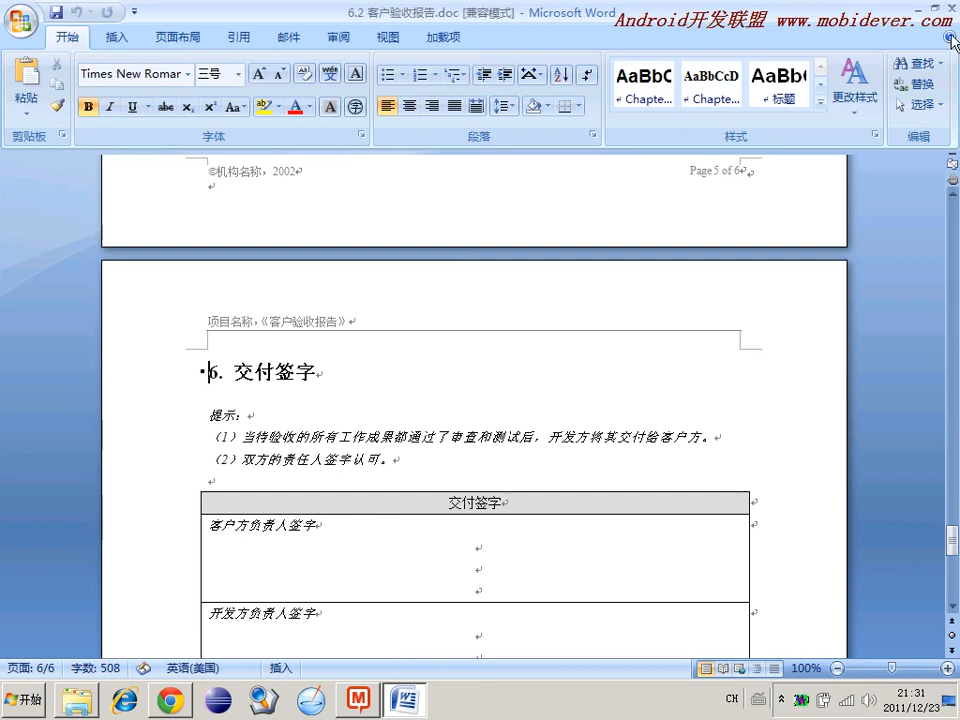 6.2 客户验收报告.doc [兼容模式] - Microsoft Word
Android开发联盟 www.mobidever.com
开始 插入 页面布局 引用 邮件 审阅 视图 加载项
粘贴
剪贴板
Times New Romar 三号
B I U abc x₂ x² Aa
字体
段落
AaBbC AaBbCcD AaBb
Chapte... Chapte... 标题
更改样式
样式
查找
替换
选择
编辑
©机构名称，2002
Page 5 of 6
项目名称，《客户验收报告》
6. 交付签字
提示：
（1）当待验收的所有工作成果都通过了审查和测试后，开发方将其交付给客户方。
（2）双方的责任人签字认可。
交付签字
客户方负责人签字
开发方负责人签字
页面: 6/6 字数: 508 英语(美国) 插入 100%
开始
CH
21:31
2011/12/23